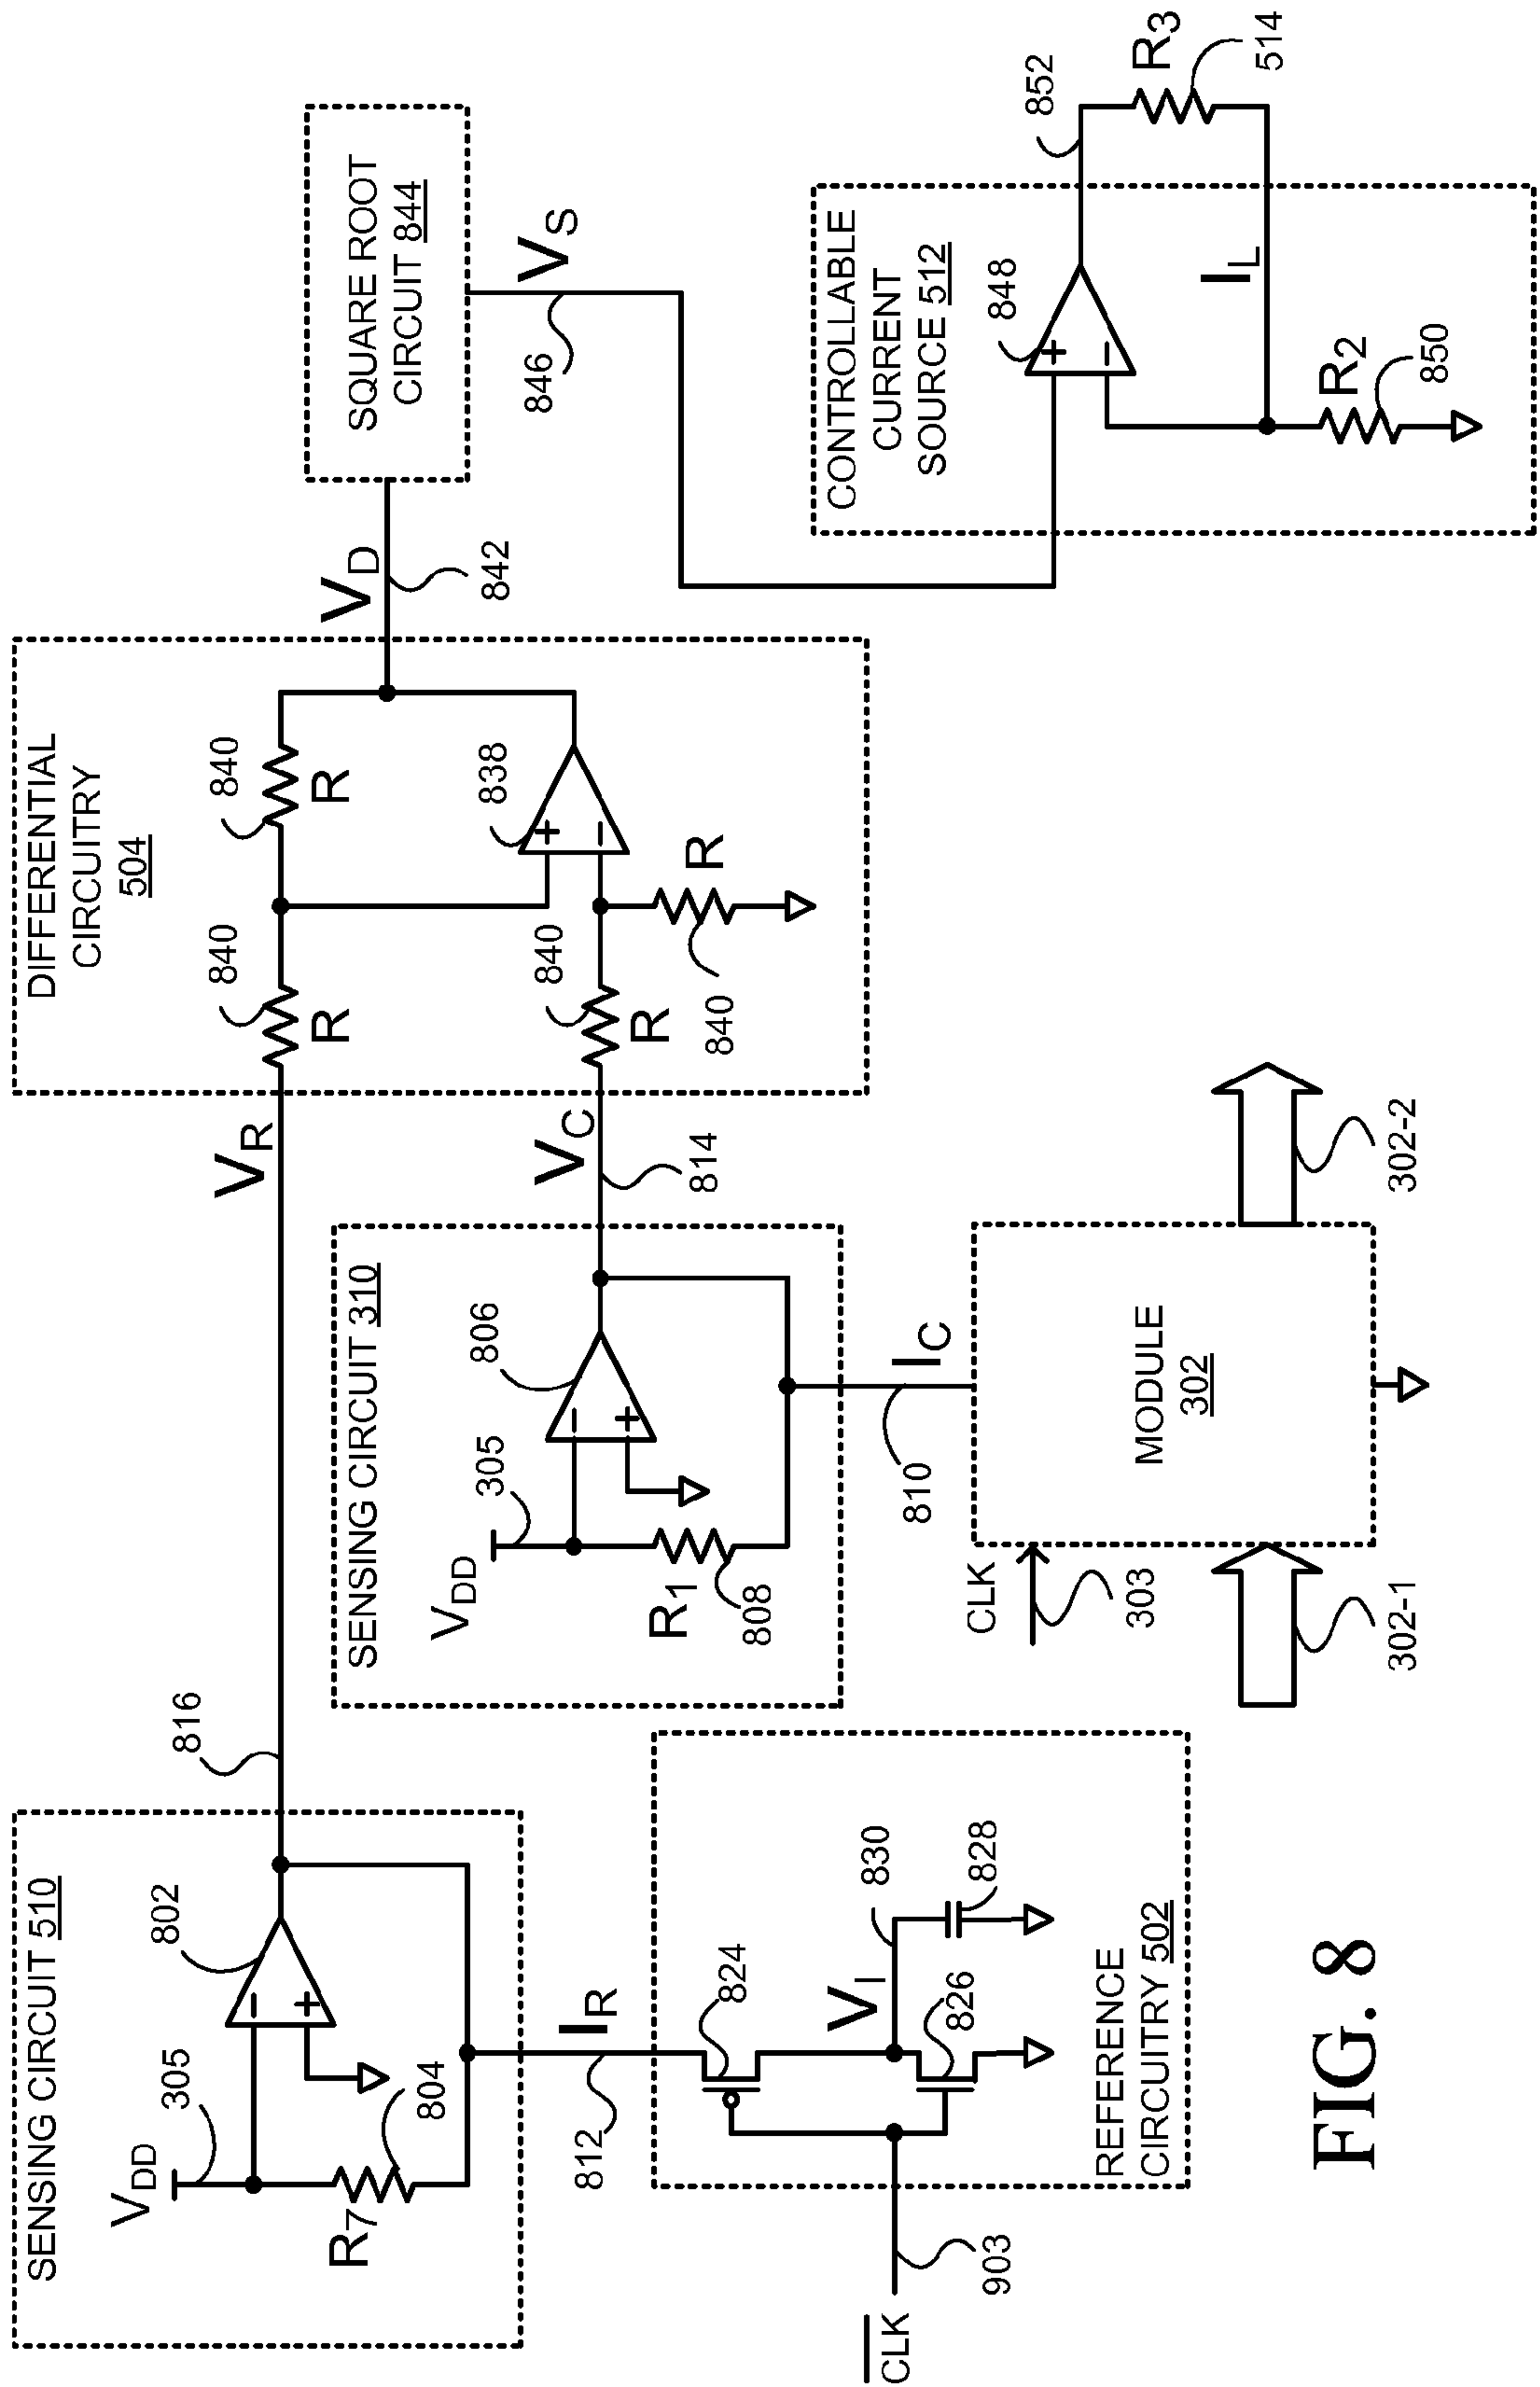 SENSING CIRCUIT 510
VDD
305
802
R7
804
816
VR
IR
812
CLK
903
824
VI
826
830
828
REFERENCE
CIRCUITRY 502
SENSING CIRCUIT 310
VDD
305
806
R1
808
VC
814
IC
810
CLK
303
MODULE
302
302-1
302-2
DIFFERENTIAL
CIRCUITRY
504
840
R
840
R
838
840
R
R
840
VD
842
SQUARE ROOT
CIRCUIT 844
VS
846
CONTROLLABLE
CURRENT
SOURCE 512
848
852
R3
514
IL
R2
850
+
−
+
−
+
−
+
−
FIG. 8